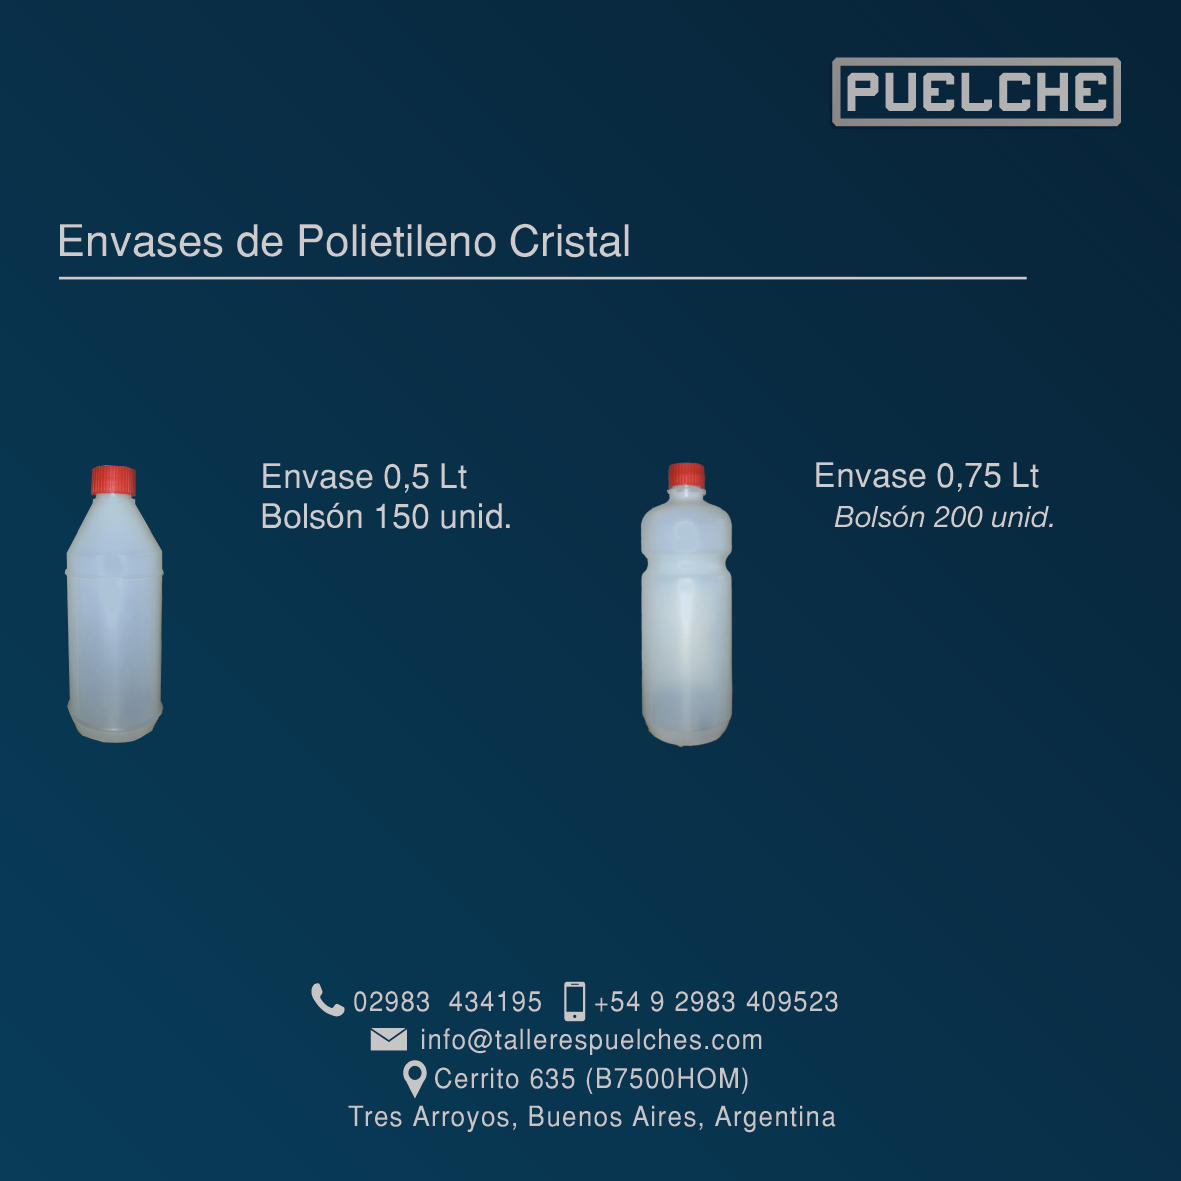 PUELCHE
Envases de Polietileno Cristal
Envase 0,5 Lt
Bolsón 150 unid.
Envase 0,75 Lt
Bolsón 200 unid.
02983 434195 +54 9 2983 409523
info@tallerespuelches.com
Cerrito 635 (B7500HOM)
Tres Arroyos, Buenos Aires, Argentina